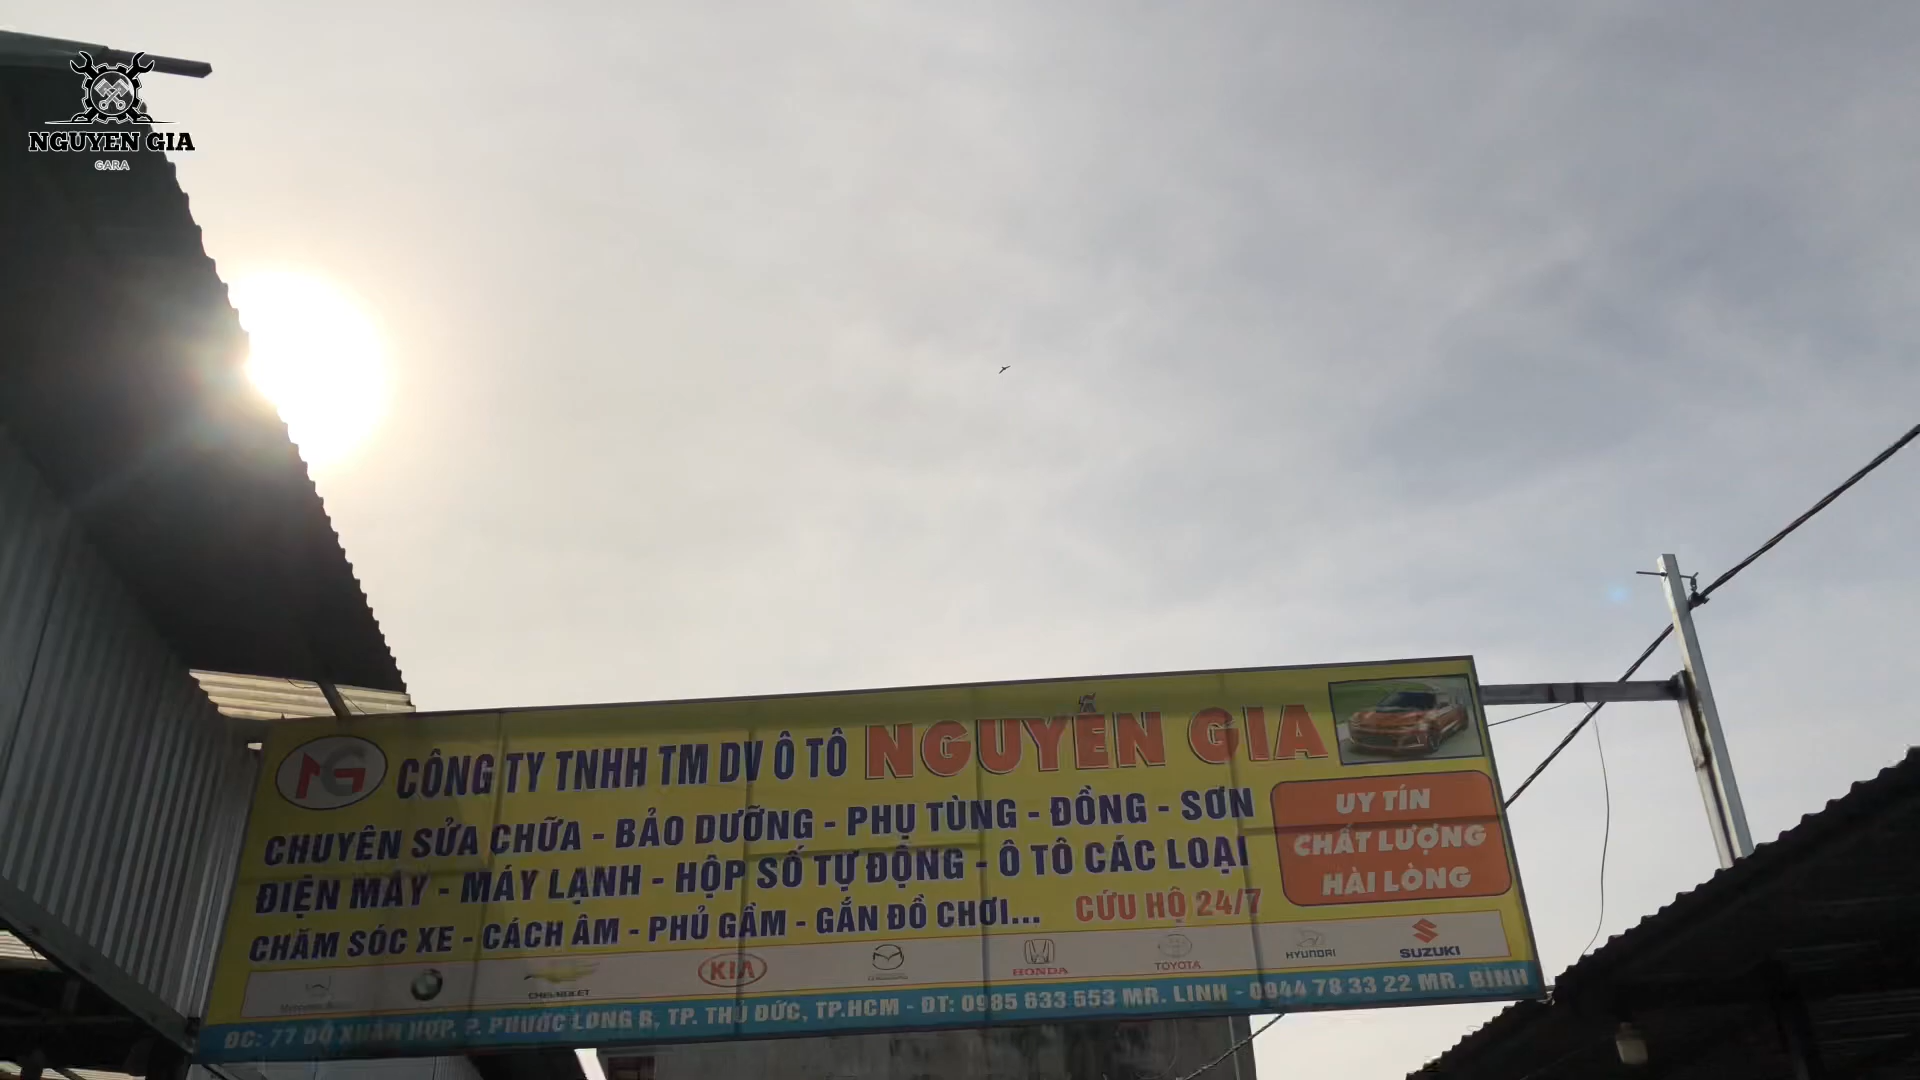 NGUYEN GIA
GARA
NG CÔNG TY TNHH TM DV Ô TÔ NGUYỄN GIA
CHUYÊN SỬA CHỮA - BẢO DƯỠNG - PHỤ TÙNG - ĐỒNG - SƠN
ĐIỆN MÁY - MÁY LẠNH - HỘP SỐ TỰ ĐỘNG - Ô TÔ CÁC LOẠI
CHĂM SÓC XE - CÁCH ÂM - PHỦ GẦM - GẮN ĐỒ CHƠI... CỨU HỘ 24/7
UY TÍN
CHẤT LƯỢNG
HÀI LÒNG
CHEVROLET KIA HONDA TOYOTA HYUNDAI SUZUKI
ĐC: 77 ĐỖ XUÂN HỢP, P. PHƯỚC LONG B, TP. THỦ ĐỨC, TP.HCM - ĐT: 0985 633 553 MR. LINH - 0944 78 33 22 MR. BÌNH